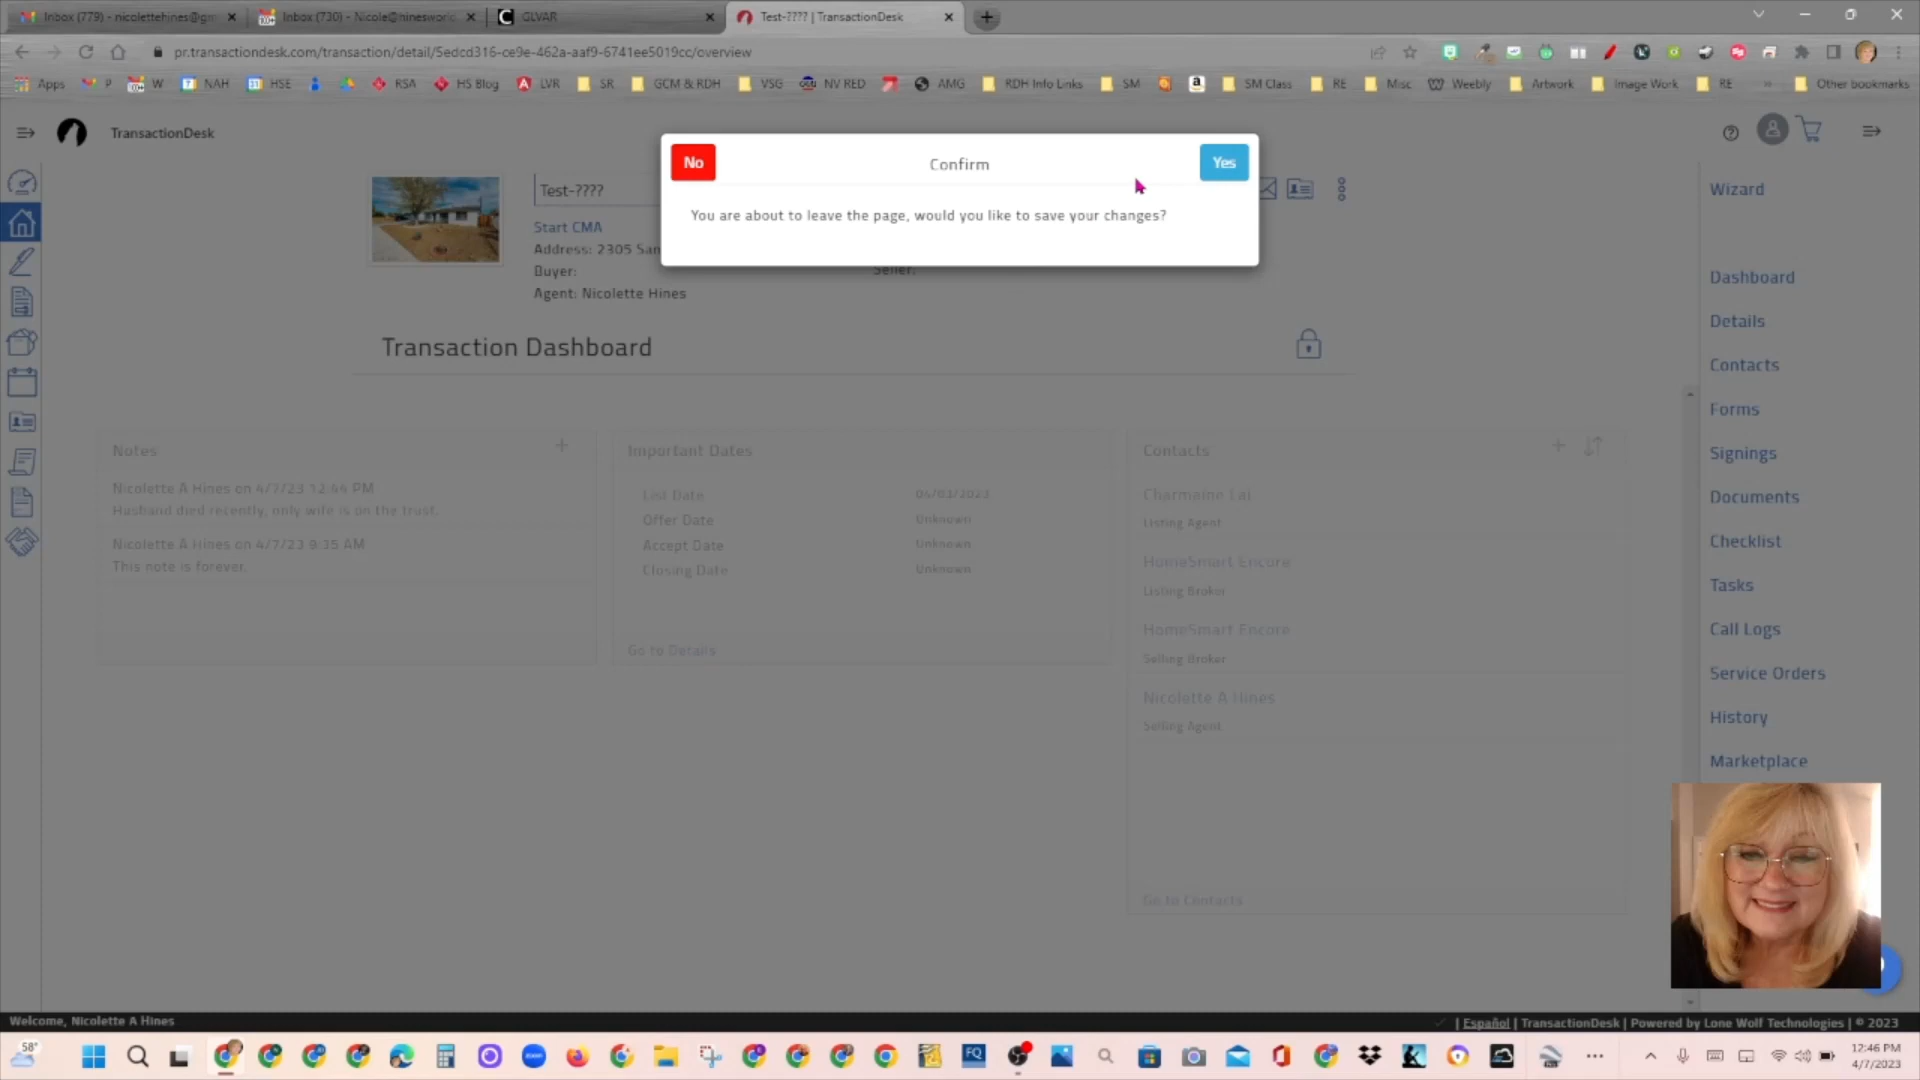 Inbox (779) - nicolettehines@gm
Inbox (730) - Nicole@hinesworld
GLVAR
Test-???? | TransactionDesk
pr.transactiondesk.com/transaction/detail/5edcd316-ce9e-462a-aaf9-6741ee5019cc/overview
Apps P W NAH HSE RSA HS Blog LVR SR GCM & RDH VSG NV RED AMG RDH Info Links SM SM Class RE Misc Weebly Artwork Image Work RE » Other bookmarks
TransactionDesk
No
Confirm
Yes
You are about to leave the page, would you like to save your changes?
Test-????
Start CMA
Address: 2305 San
Buyer:
Seller:
Agent: Nicolette Hines
Transaction Dashboard
Notes
Nicolette A Hines on 4/7/23 12:44 PM
Husband died recently, only wife is on the trust.
Nicolette A Hines on 4/7/23 8:35 AM
This note is forever.
Important Dates
List Date 04/03/2023
Offer Date Unknown
Accept Date Unknown
Closing Date Unknown
Go to Details
Contacts
Charmaine Lai
Listing Agent
HomeSmart Encore
Listing Broker
HomeSmart Encore
Selling Broker
Nicolette A Hines
Selling Agent
Go to Contacts
Wizard
Dashboard
Details
Contacts
Forms
Signings
Documents
Checklist
Tasks
Call Logs
Service Orders
History
Marketplace
Welcome, Nicolette A Hines
| Español | TransactionDesk | Powered by Lone Wolf Technologies | © 2023
58°
FQ
12:46 PM
4/7/2023